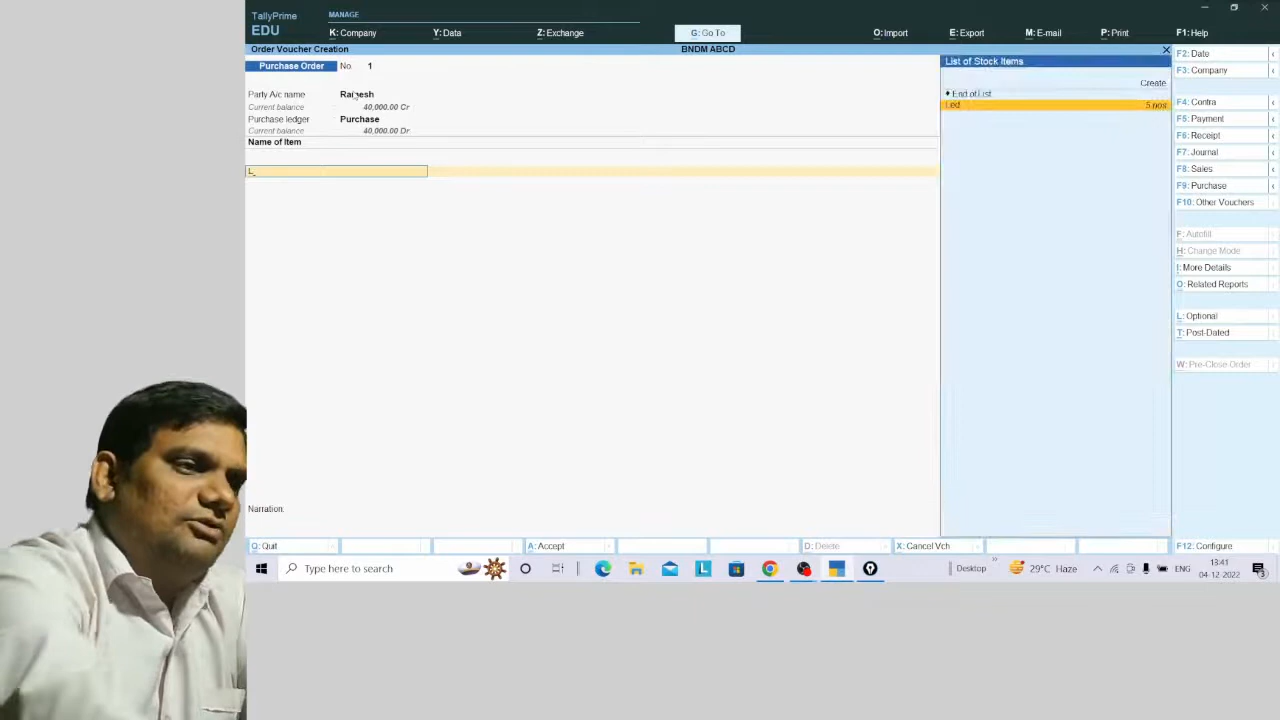 TallyPrime
EDU
MANAGE
K: Company
Y: Data
Z: Exchange
G: Go To
O: Import
E: Export
M: E-mail
P: Print
F1: Help
Order Voucher Creation
BNDM ABCD
Purchase Order No. 1
Party A/c name
Current balance 40,000.00 Cr
Purchase ledger Purchase
Current balance 40,000.00 Dr
Name of Item
L
Narration:
List of Stock Items
Create
End of List
Led 5 nos
F2: Date
F3: Company
F4: Contra
F5: Payment
F6: Receipt
F7: Journal
F8: Sales
F9: Purchase
F10: Other Vouchers
F: Autofill
H: Change Mode
I: More Details
O: Related Reports
L: Optional
T: Post-Dated
W: Pre-Close Order
Q: Quit
A: Accept
D: Delete
X: Cancel Vch
F12: Configure
Type here to search
Desktop
29°C Haze
ENG
13:41
04-12-2022
3